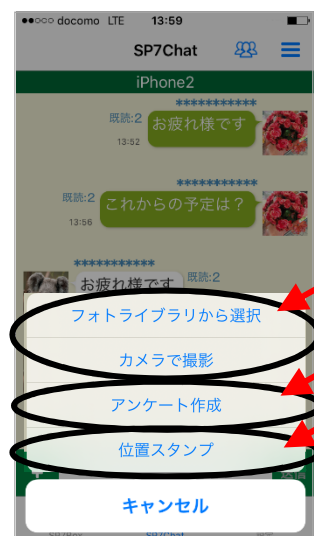 docomo LTE 13:59
SP7Chat
iPhone2
***********
既読:2
お疲れ様です
13:52
***********
既読:2
これからの予定は?
13:56
***********
お疲れ様です
既読:2
フォトライブラリから選択
カメラで撮影
アンケート作成
位置スタンプ
キャンセル
SP7Chat